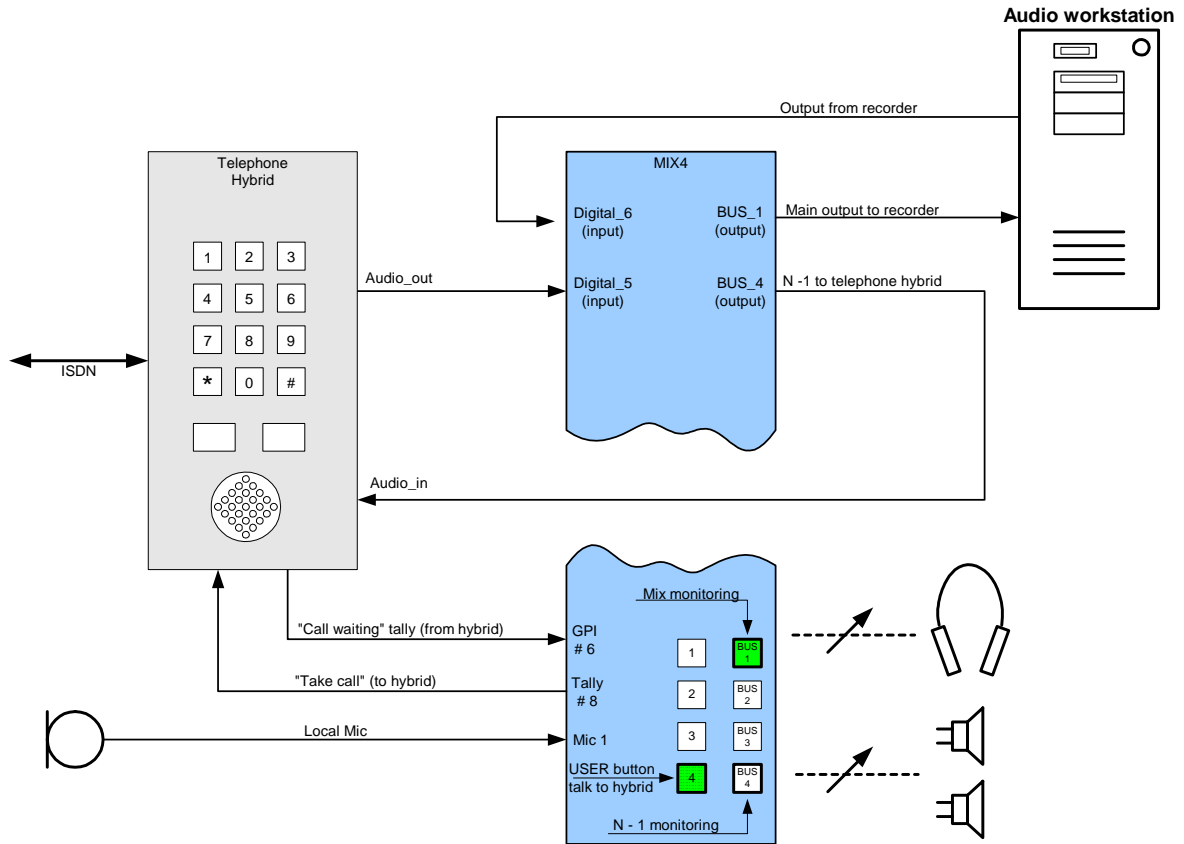 Audio workstation
Output from recorder
Telephone
Hybrid
MIX4
Digital_6
(input)
BUS_1
(output)
Main output to recorder
1 2 3
4 5 6
7 8 9
* 0 #
Audio_out
Digital_5
(input)
BUS_4
(output)
N -1 to telephone hybrid
ISDN
Audio_in
Mix monitoring
"Call waiting" tally (from hybrid)
GPI
# 6
1
BUS
1
"Take call" (to hybrid)
Tally
# 8
2
BUS
2
Local Mic
Mic 1
3
BUS
3
USER button
talk to hybrid
4
BUS
4
N - 1 monitoring